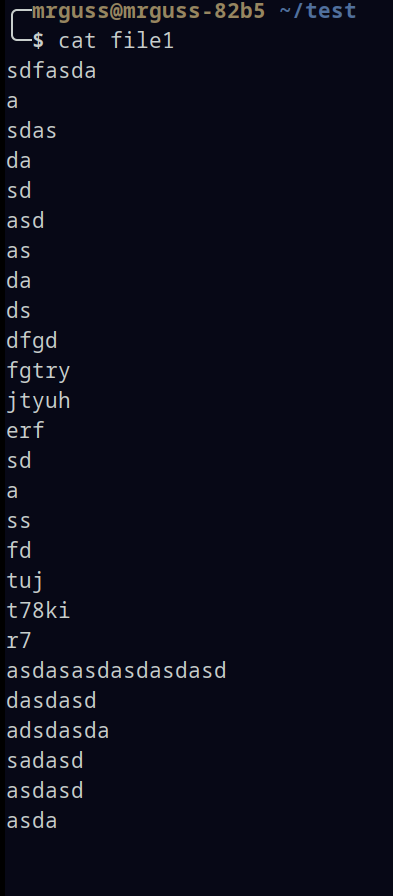 mrguss@mrguss-82b5 ~/test
$ cat file1
sdfasda
a
sdas
da
sd
asd
as
da
ds
dfgd
fgtry
jtyuh
erf
sd
a
ss
fd
tuj
t78ki
r7
asdasasdasdasdasd
dasdasd
adsdasda
sadasd
asdasd
asda